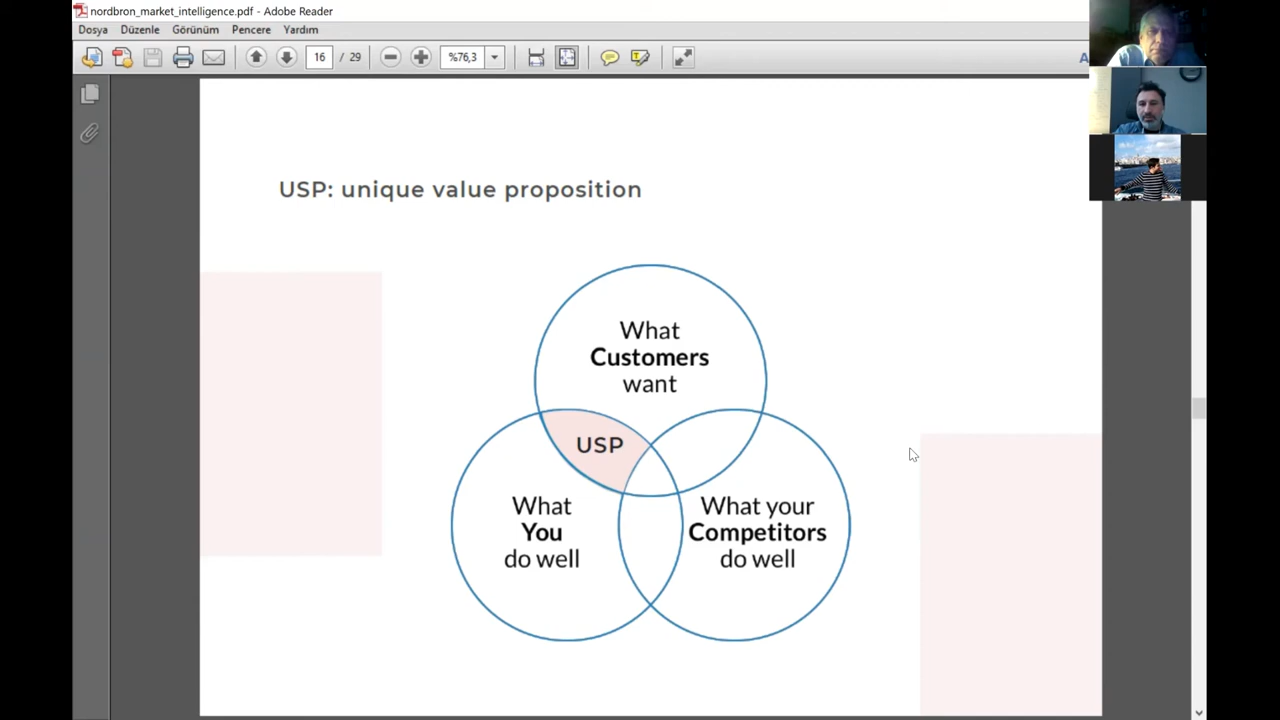 nordbron_market_intelligence.pdf - Adobe Reader
Dosya Düzenle Görünüm Pencere Yardım
16 / 29 %76,3
USP: unique value proposition
What
Customers
want
USP
What
You
do well
What your
Competitors
do well